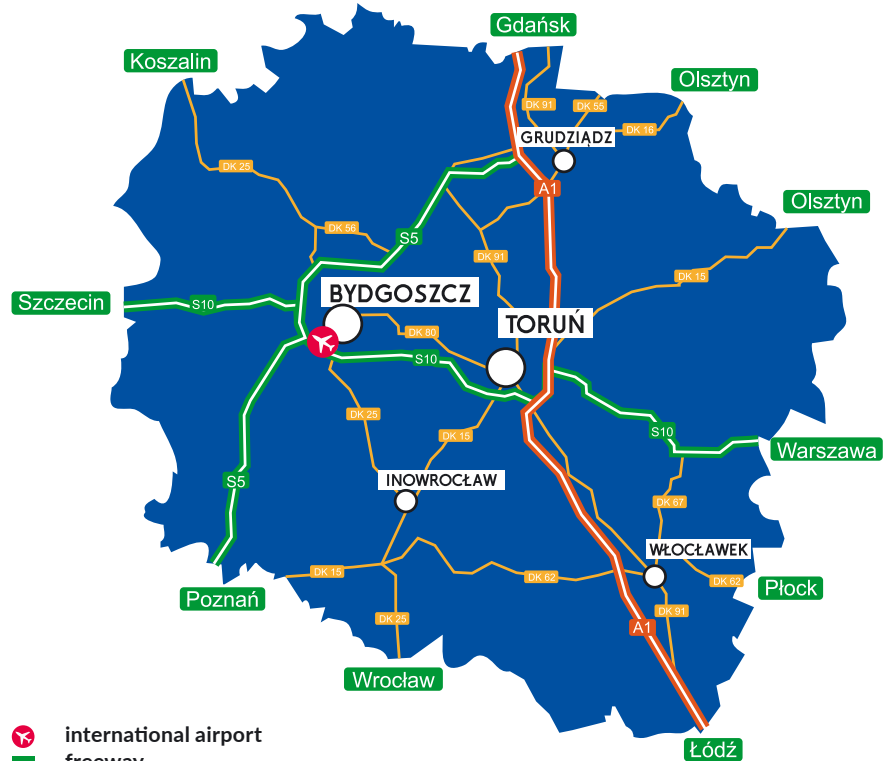 Gdańsk
Koszalin
Olsztyn
DK 91
DK 55
DK 16
GRUDZIĄDZ
DK 25
A1
Olsztyn
DK 56
S5
DK 91
DK 15
BYDGOSZCZ
Szczecin
S10
TORUŃ
DK 80
S10
DK 25
DK 15
S10
Warszawa
S5
INOWROCŁAW
DK 67
WŁOCŁAWEK
DK 15
DK 62
DK 62
Płock
Poznań
DK 25
DK 91
A1
Wrocław
Łódź
international airport
freeway